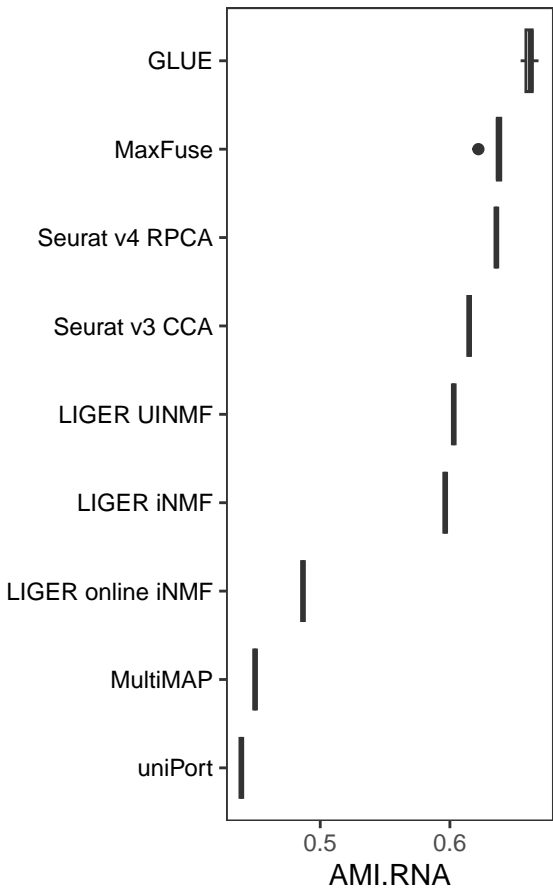 GLUE
MaxFuse
Seurat v4 RPCA
Seurat v3 CCA
LIGER UINMF
LIGER iNMF
LIGER online iNMF
MultiMAP
uniPort
0.5 0.6
AMI.RNA